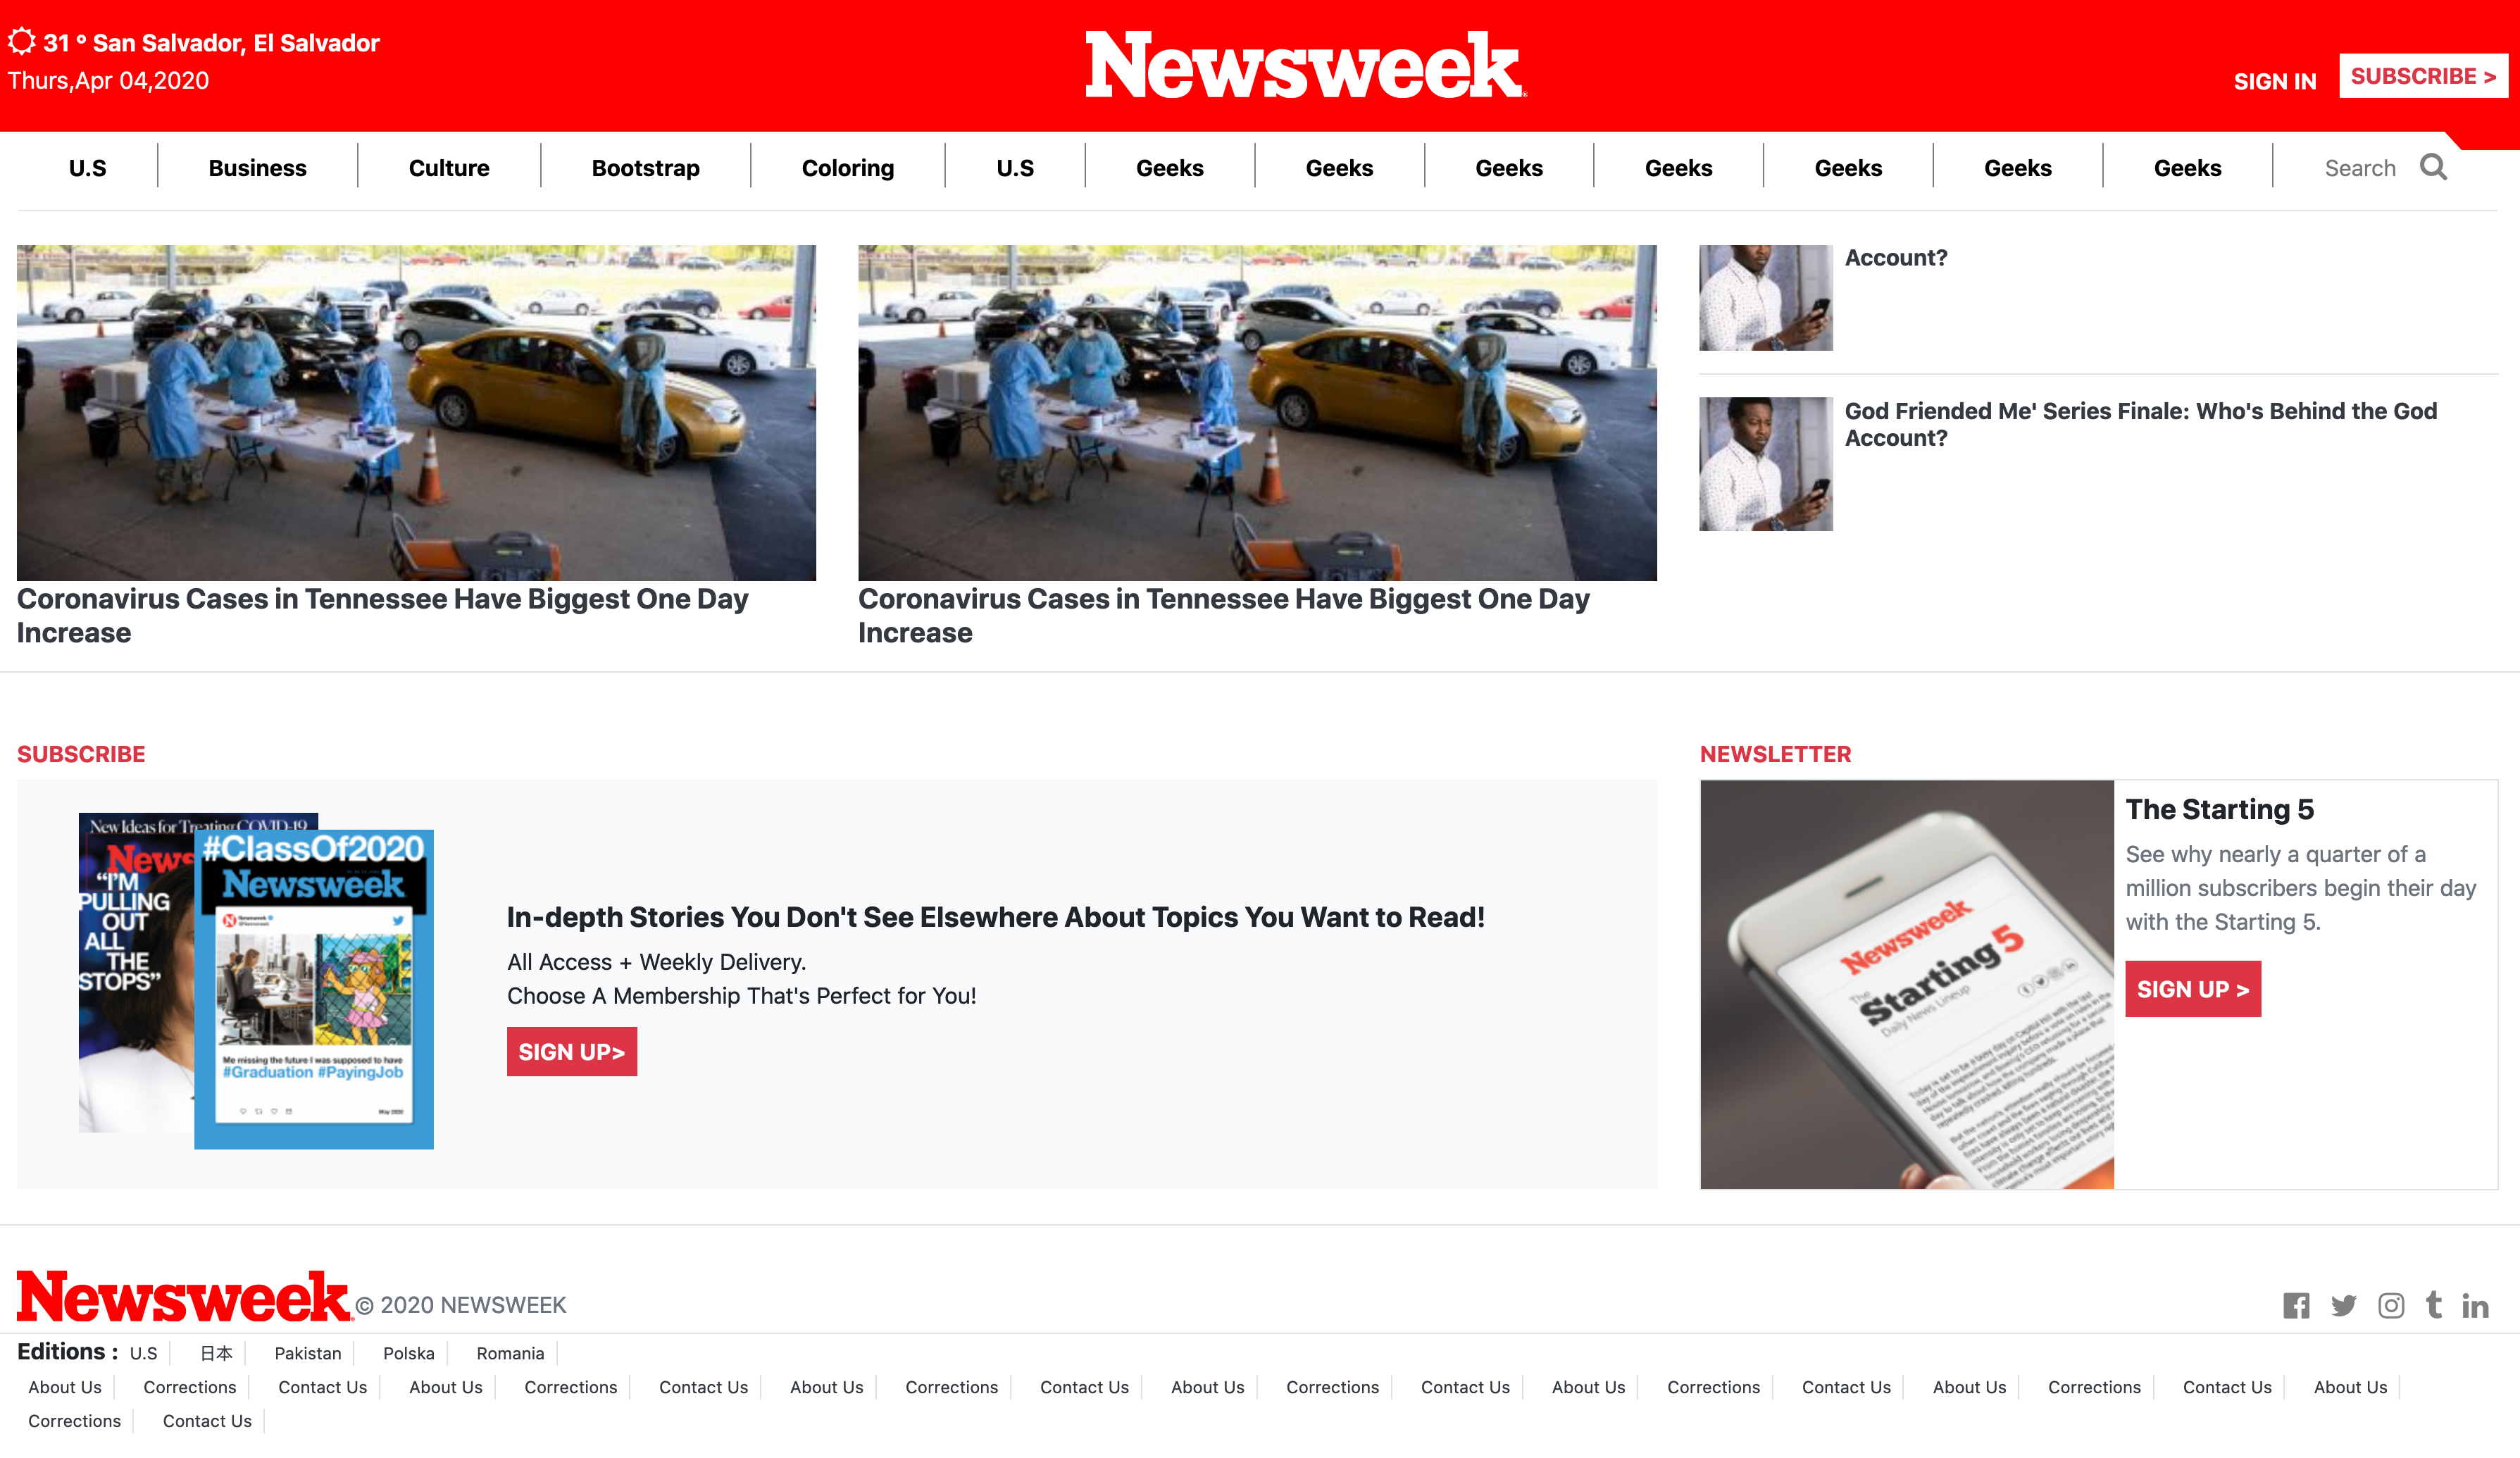 31 ° San Salvador, El Salvador
Thurs,Apr 04,2020
Newsweek
SIGN IN
SUBSCRIBE >
U.S
Business
Culture
Bootstrap
Coloring
U.S
Geeks
Geeks
Geeks
Geeks
Geeks
Geeks
Geeks
Search
Coronavirus Cases in Tennessee Have Biggest One Day
Increase
Coronavirus Cases in Tennessee Have Biggest One Day
Increase
Account?
God Friended Me' Series Finale: Who's Behind the God
Account?
SUBSCRIBE
New Ideas for Treating COVID-19
News
“I'M
PULLING
OUT
ALL
THE
STOPS”
#ClassOf2020
Newsweek
Newsweek
Me missing the future I was supposed to have
#Graduation #PayingJob
May 2020
In-depth Stories You Don't See Elsewhere About Topics You Want to Read!
All Access + Weekly Delivery.
Choose A Membership That's Perfect for You!
SIGN UP>
NEWSLETTER
Newsweek
The
Starting 5
Daily News Lineup
The Starting 5
See why nearly a quarter of a
million subscribers begin their day
with the Starting 5.
SIGN UP >
Newsweek © 2020 NEWSWEEK
Editions : U.S 日本 Pakistan Polska Romania
About Us Corrections Contact Us About Us Corrections Contact Us About Us Corrections Contact Us About Us Corrections Contact Us About Us Corrections Contact Us About Us Corrections Contact Us About Us
Corrections Contact Us